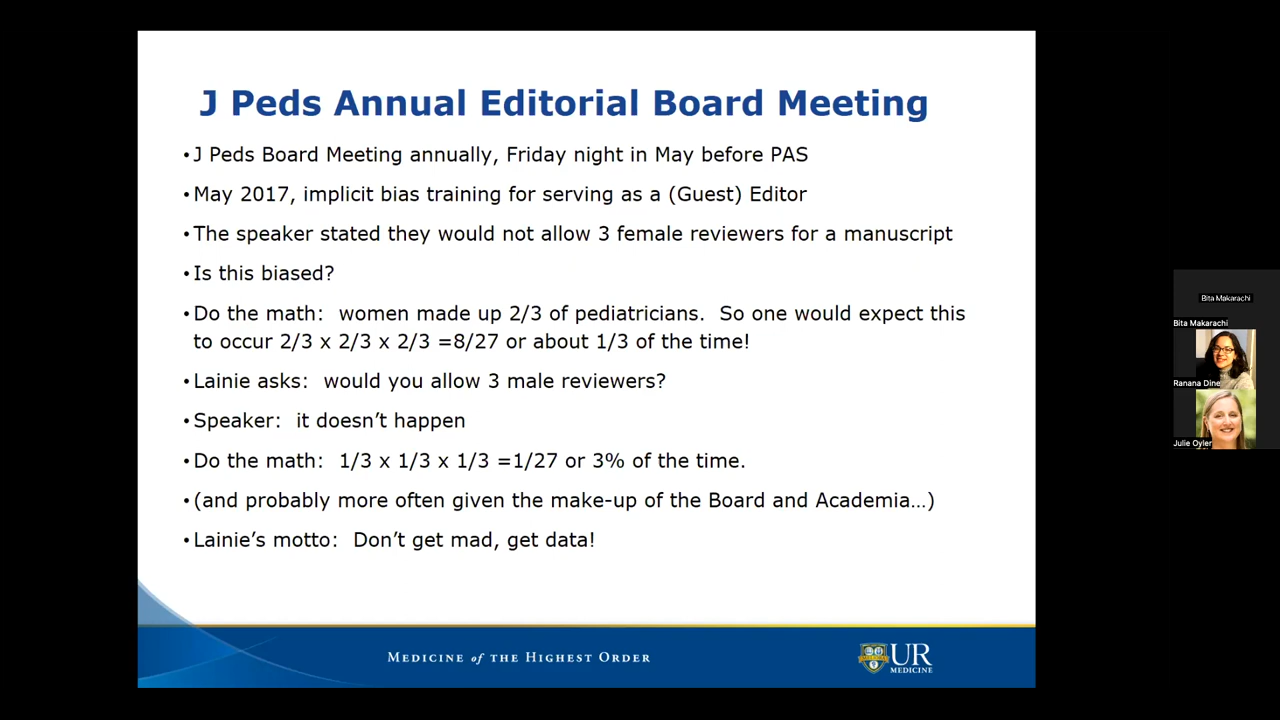 J Peds Annual Editorial Board Meeting
•J Peds Board Meeting annually, Friday night in May before PAS
•May 2017, implicit bias training for serving as a (Guest) Editor
•The speaker stated they would not allow 3 female reviewers for a manuscript
•Is this biased?
•Do the math:  women made up 2/3 of pediatricians.  So one would expect this
to occur 2/3 x 2/3 x 2/3 =8/27 or about 1/3 of the time!
•Lainie asks:  would you allow 3 male reviewers?
•Speaker:  it doesn’t happen
•Do the math:  1/3 x 1/3 x 1/3 =1/27 or 3% of the time.
•(and probably more often given the make-up of the Board and Academia…)
•Lainie’s motto:  Don’t get mad, get data!
MEDICINE of THE HIGHEST ORDER
UR
MEDICINE
Bita Makarachi
Bita Makarachi
Ranana Dine
Julie Oyler